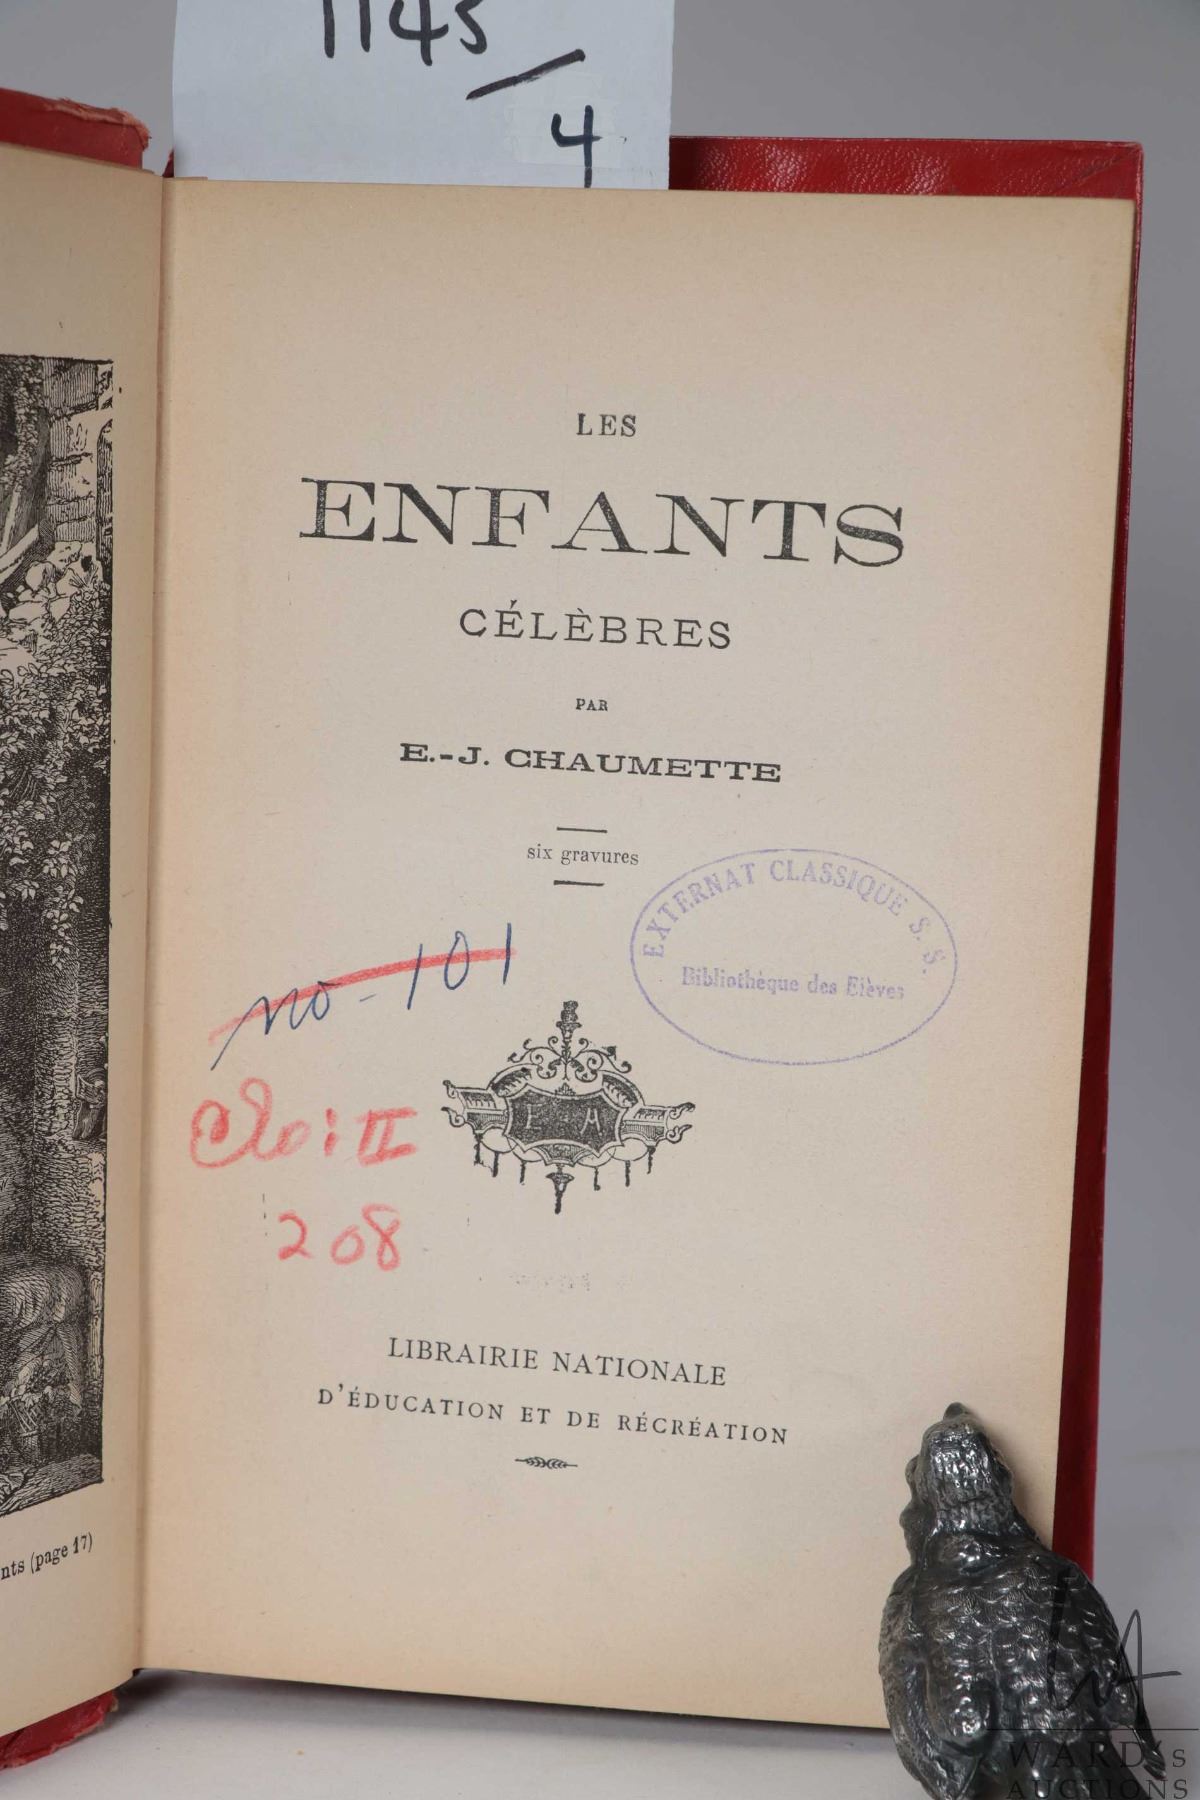 1145
4
LES
ENFANTS
CÉLÈBRES
PAR
E.-J. CHAUMETTE
six gravures
EXTERNAT CLASSIQUE S. S.
Bibliothèque des Elèves
no - 101
II
208
E A
LIBRAIRIE NATIONALE
D'ÉDUCATION ET DE RÉCRÉATION
nts (page 17)
WARD's
AUCTIONS